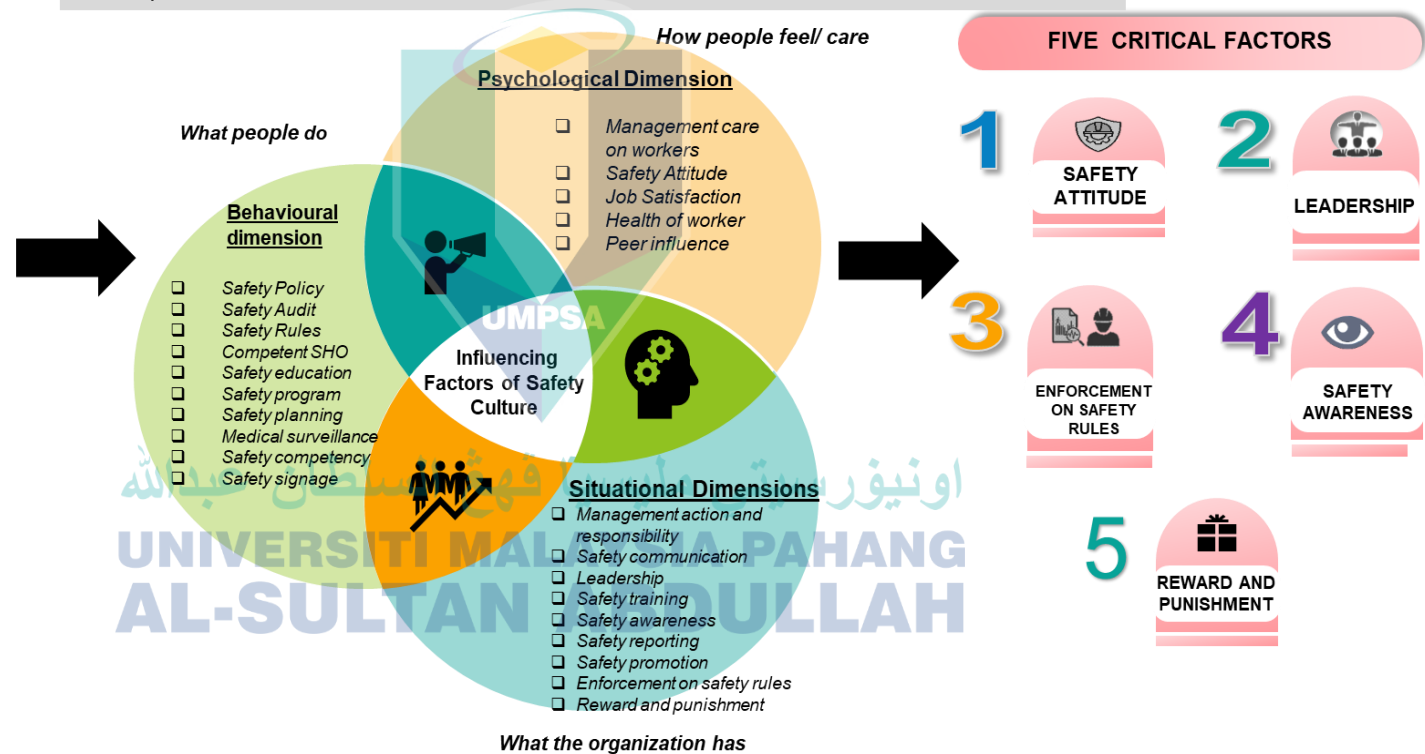 How people feel/ care
Psychological Dimension
Management care
on workers
Safety Attitude
Job Satisfaction
Health of worker
Peer influence
What people do
Behavioural
dimension
Safety Policy
Safety Audit
Safety Rules
Competent SHO
Safety education
Safety program
Safety planning
Medical surveillance
Safety competency
Safety signage
UMPSA
Influencing
Factors of Safety
Culture
Situational Dimensions
Management action and
responsibility
Safety communication
Leadership
Safety training
Safety awareness
Safety reporting
Safety promotion
Enforcement on safety rules
Reward and punishment
What the organization has
اونيۏرسيتي مليسيا ڤهڠ السلطان عبدالله
UNIVERSITI MALAYSIA PAHANG
AL-SULTAN ABDULLAH
FIVE CRITICAL FACTORS
1
SAFETY
ATTITUDE
2
LEADERSHIP
3
ENFORCEMENT
ON SAFETY
RULES
4
SAFETY
AWARENESS
5
REWARD AND
PUNISHMENT